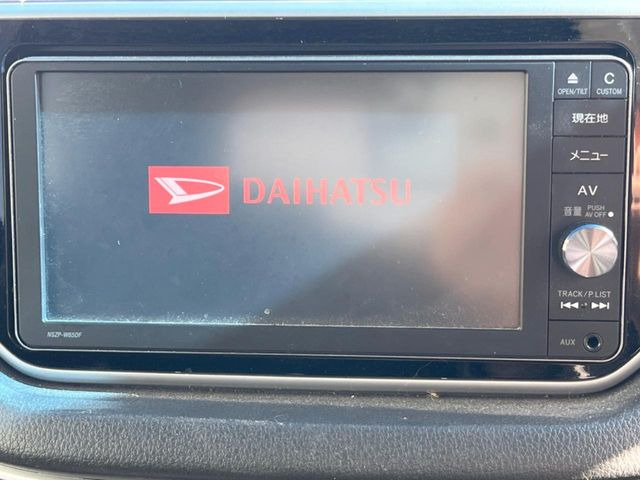 DAIHATSU
NSZP-W65DF
OPEN/TILT
C
CUSTOM
現在地
メニュー
AV
音量 PUSH
AV OFF
TRACK/P.LIST
AUX